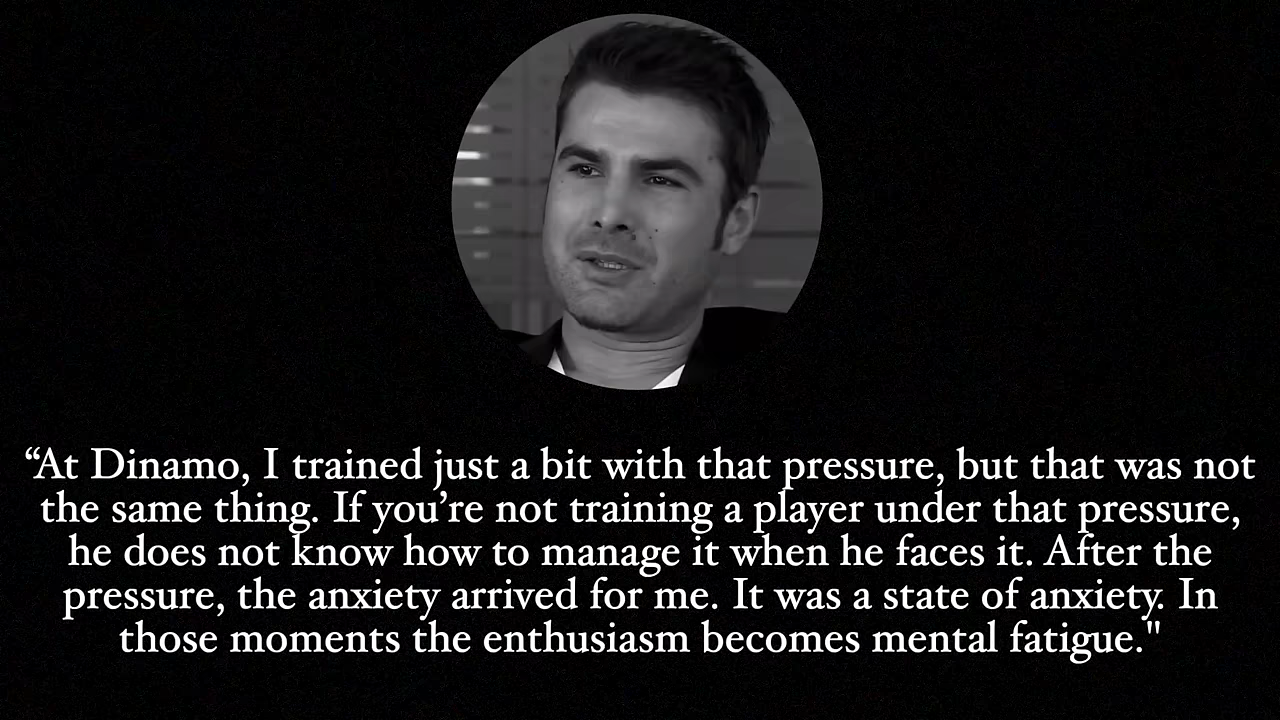 “At Dinamo, I trained just a bit with that pressure, but that was not
the same thing. If you’re not training a player under that pressure,
he does not know how to manage it when he faces it. After the
pressure, the anxiety arrived for me. It was a state of anxiety. In
those moments the enthusiasm becomes mental fatigue."